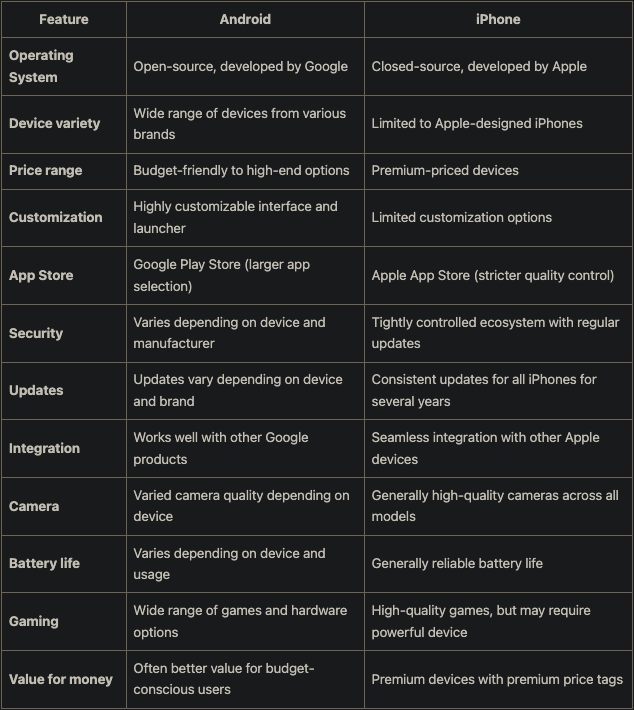 Feature Android iPhone
Operating
System
Open-source, developed by Google
Closed-source, developed by Apple
Device variety
Wide range of devices from various
brands
Limited to Apple-designed iPhones
Price range
Budget-friendly to high-end options
Premium-priced devices
Customization
Highly customizable interface and
launcher
Limited customization options
App Store
Google Play Store (larger app
selection)
Apple App Store (stricter quality control)
Security
Varies depending on device and
manufacturer
Tightly controlled ecosystem with regular
updates
Updates
Updates vary depending on device
and brand
Consistent updates for all iPhones for
several years
Integration
Works well with other Google
products
Seamless integration with other Apple
devices
Camera
Varied camera quality depending on
device
Generally high-quality cameras across all
models
Battery life
Varies depending on device and
usage
Generally reliable battery life
Gaming
Wide range of games and hardware
options
High-quality games, but may require
powerful device
Value for money
Often better value for budget-
conscious users
Premium devices with premium price tags